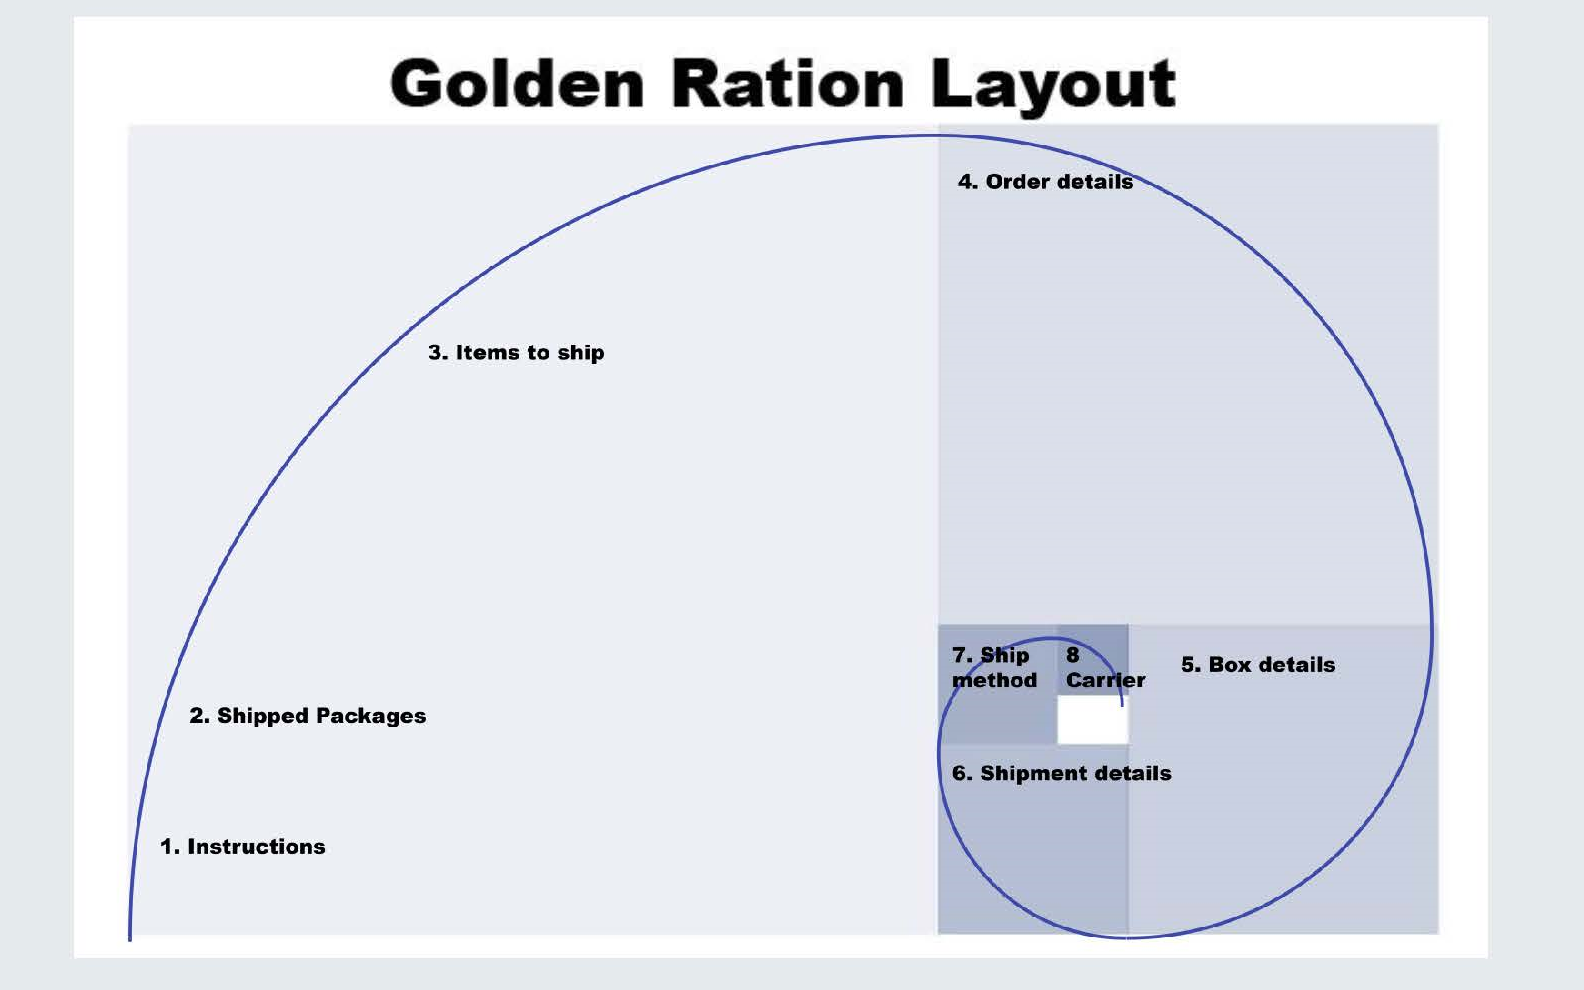 Golden Ration Layout
4. Order details
3. Items to ship
7. Ship
method
8
Carrier
5. Box details
2. Shipped Packages
6. Shipment details
1. Instructions